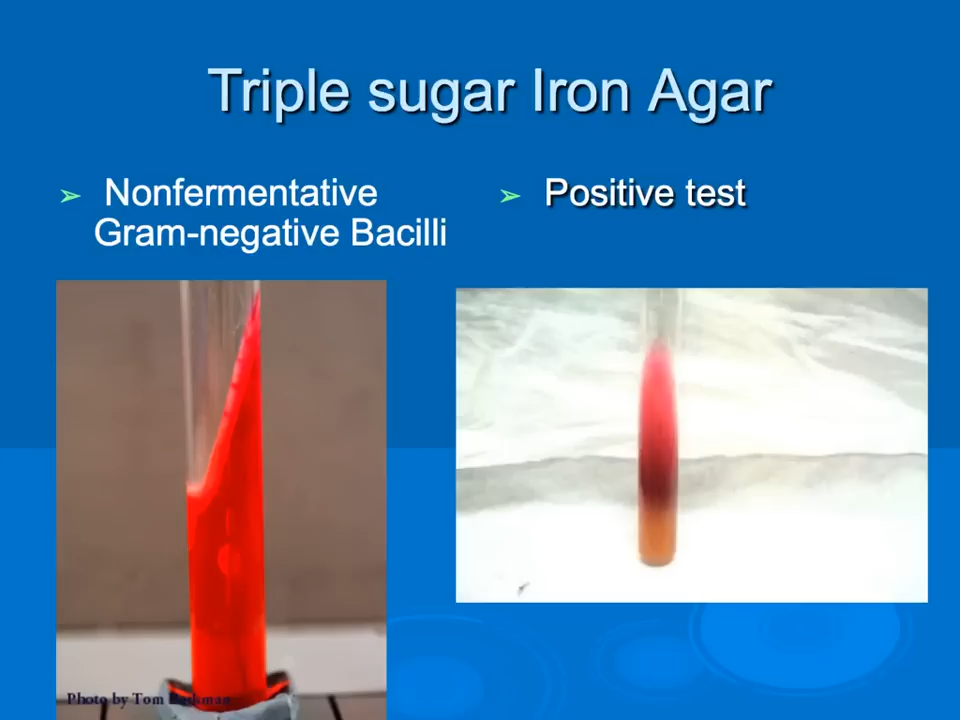 Triple sugar Iron Agar
➢ Nonfermentative
Gram-negative Bacilli
➢ Positive test
Photo by Tom